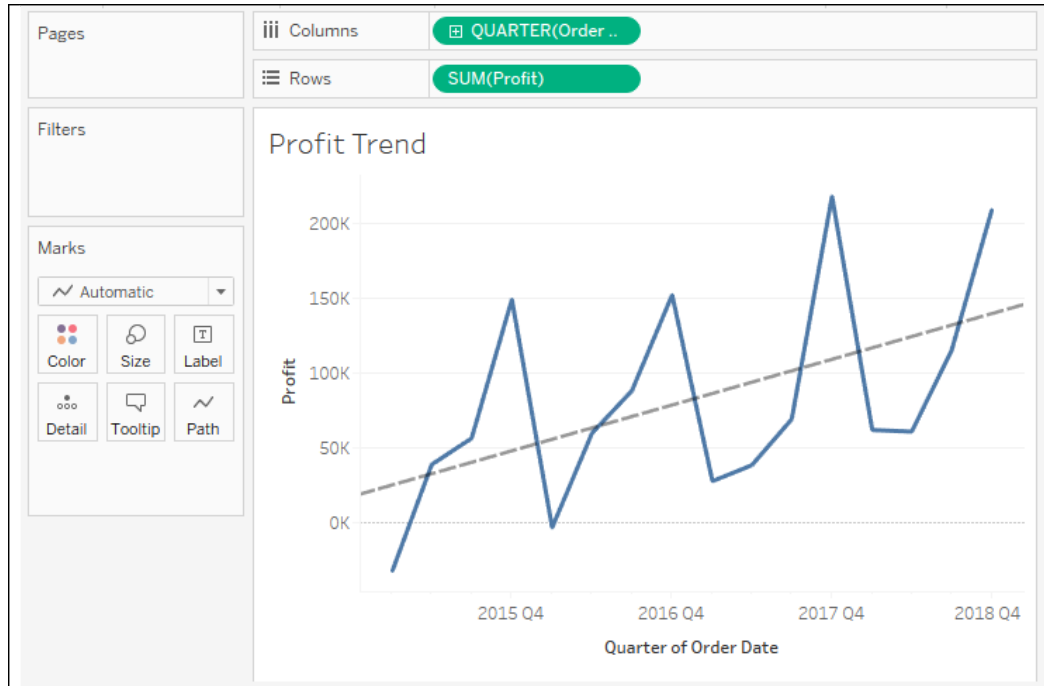 Pages
Columns
QUARTER(Order ..
Rows
SUM(Profit)
Filters
Marks
Automatic
Color
Size
T
Label
Detail
Tooltip
Path
Profit Trend
200K
150K
100K
50K
0K
Profit
2015 Q4
2016 Q4
2017 Q4
2018 Q4
Quarter of Order Date